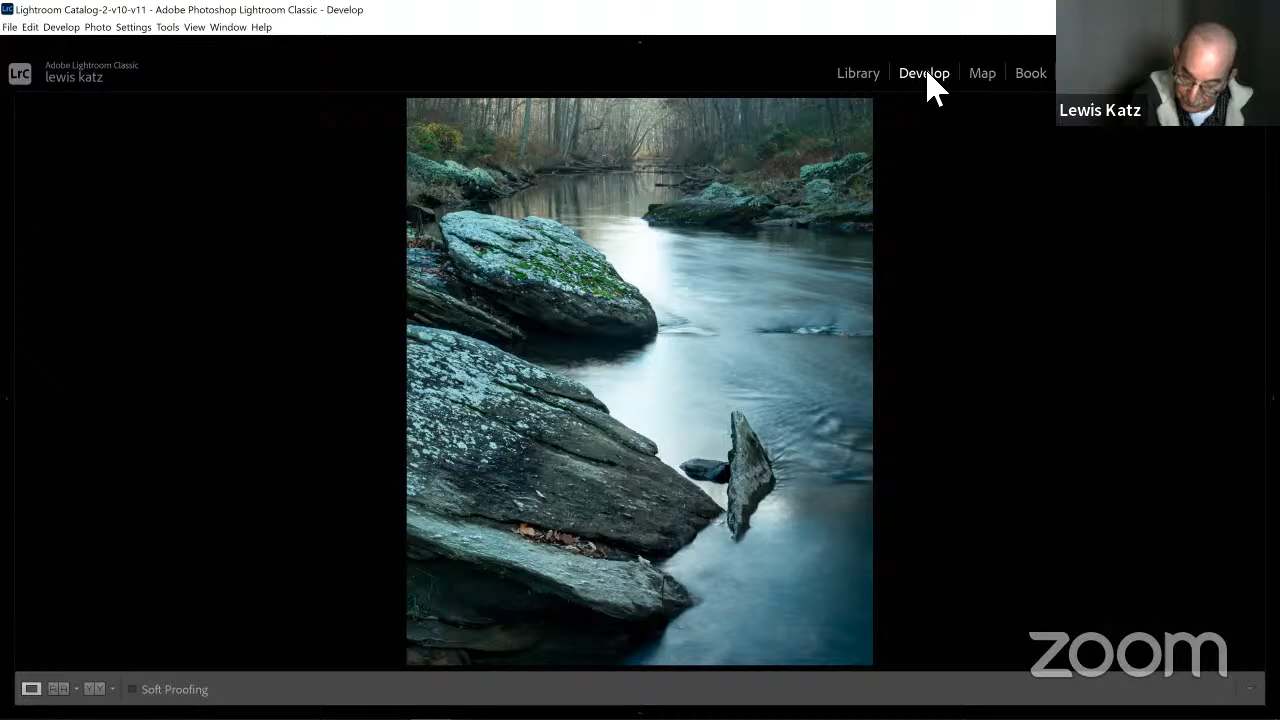 Lightroom Catalog-2-v10-v11 - Adobe Photoshop Lightroom Classic - Develop
File Edit Develop Photo Settings Tools View Window Help
LrC
Adobe Lightroom Classic
lewis katz
Library
Develop
Map
Book
Lewis Katz
Soft Proofing
zoom